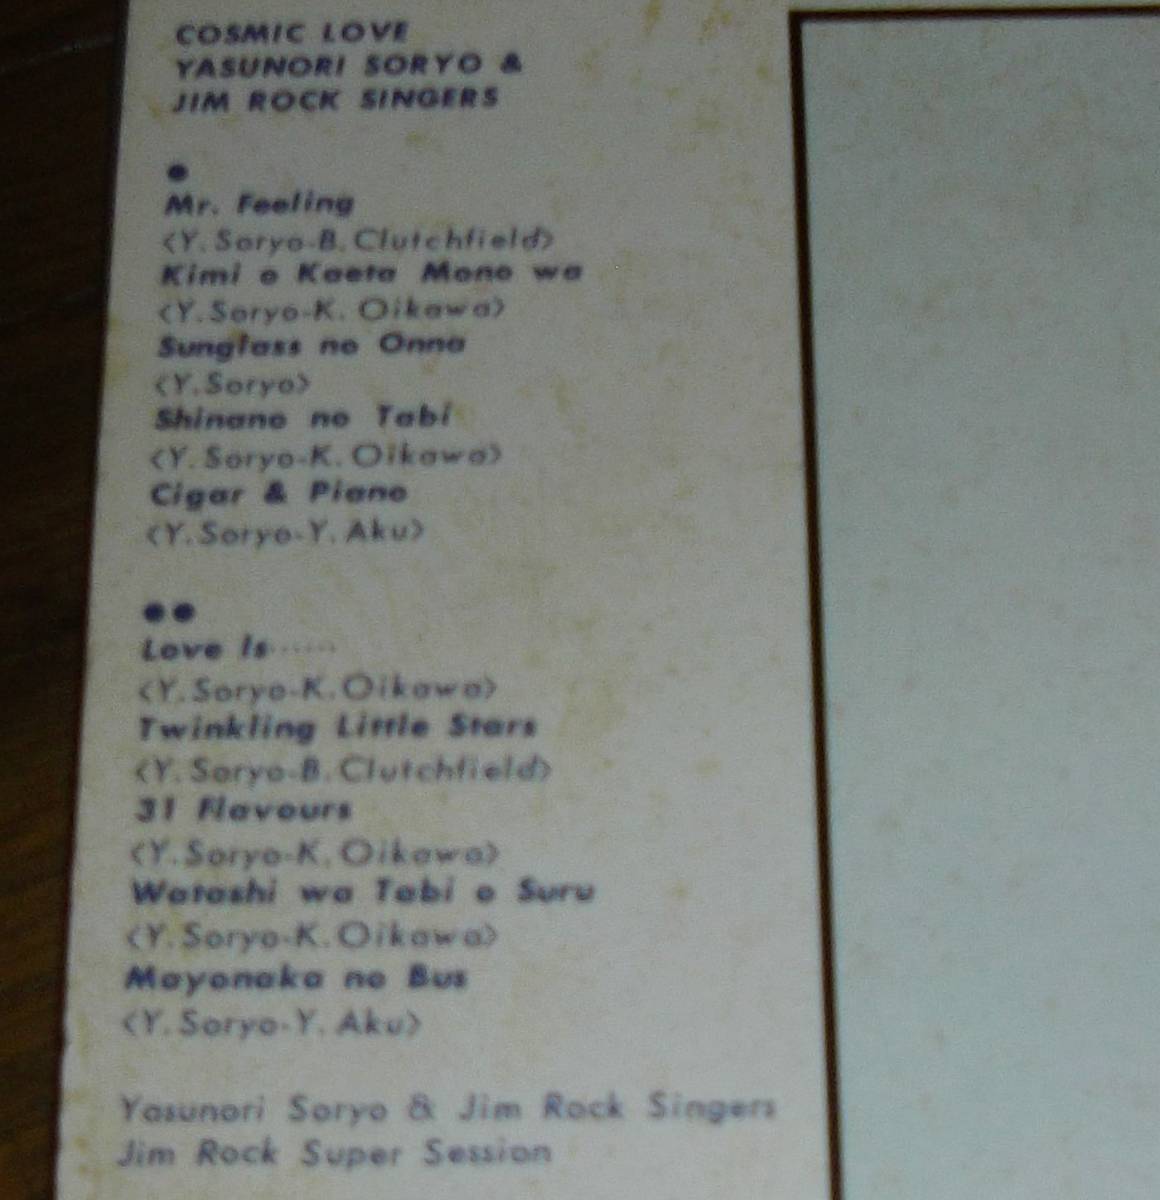 COSMIC LOVE
YASUNORI SORYO &
JIM ROCK SINGERS
●
Mr. Feeling
<Y. Soryo-B. Clutchfield>
Kimi o Kaeta Mono wa
<Y. Soryo-K. Oikawa>
Sunglass no Onna
<Y. Soryo>
Shinano no Tabi
<Y. Soryo-K. Oikawa>
Cigar & Piano
<Y. Soryo-Y. Aku>
●●
Love Is······
<Y. Soryo-K. Oikawa>
Twinkling Little Stars
<Y. Soryo-B. Clutchfield>
31 Flavours
<Y. Soryo-K. Oikawa>
Watashi wa Tabi o Suru
<Y. Soryo-K. Oikawa>
Mayonaka no Bus
<Y. Soryo-Y. Aku>
Yasunori Soryo & Jim Rock Singers
Jim Rock Super Session